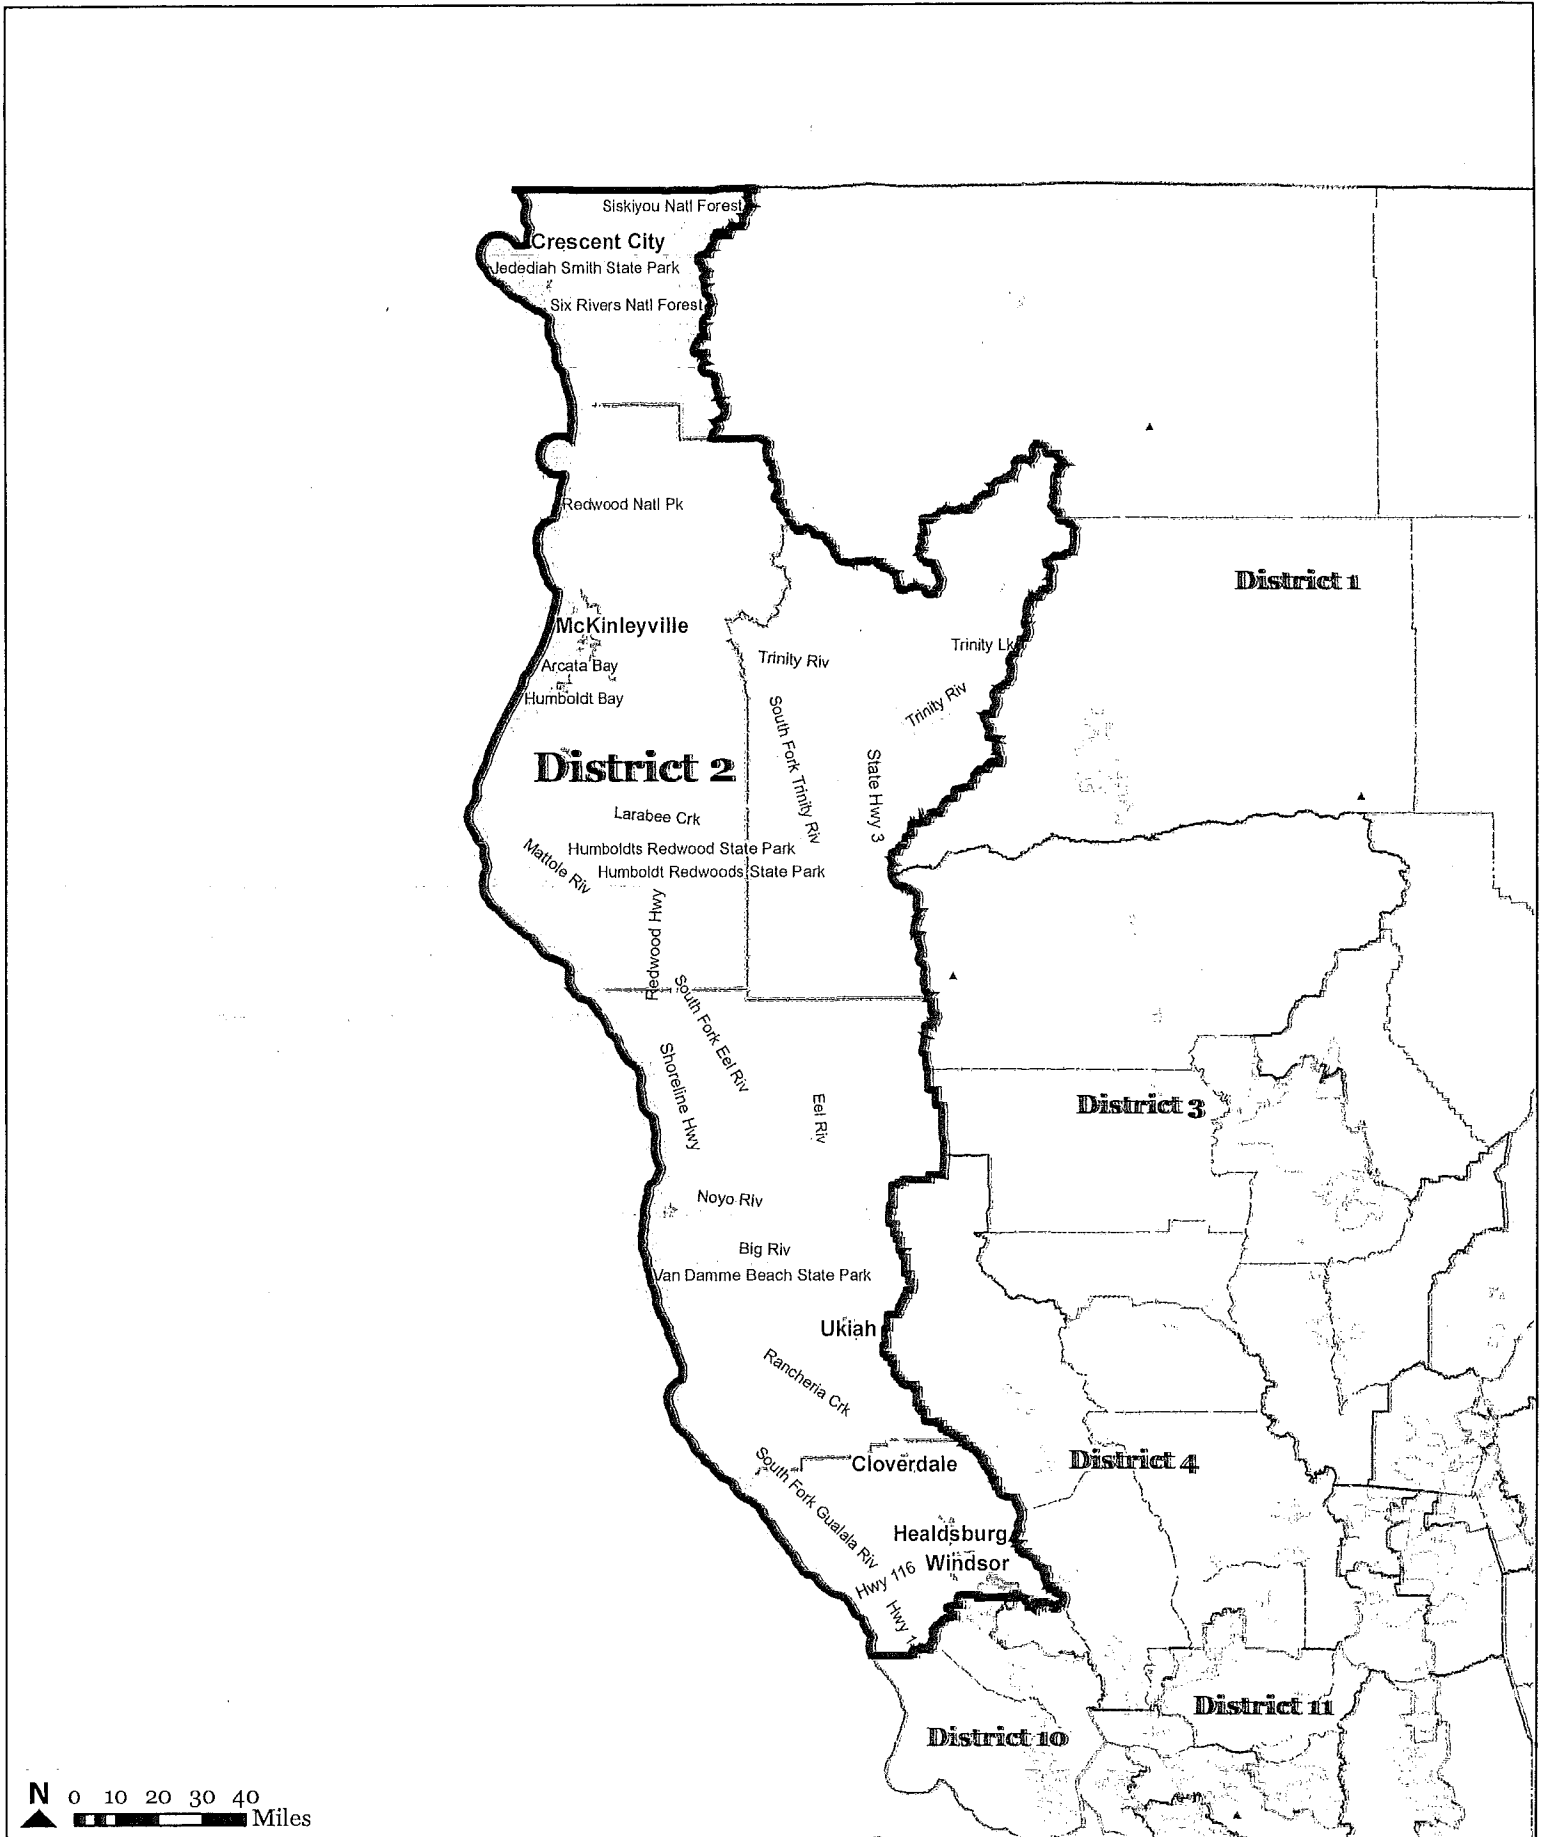 Siskiyou Natl Forest
Crescent City
Jedediah Smith State Park
Six Rivers Natl Forest
Redwood Natl Pk
District 1
McKinleyville
Trinity Lk
Trinity Riv
Arcata Bay
Humboldt Bay
Trinity Riv
South Fork Trinity Riv
State Hwy 3
District 2
Larabee Crk
Humboldts Redwood State Park
Mattole Riv
Humboldt Redwoods State Park
Redwood Hwy
South Fork Eel Riv
Shoreline Hwy
Eel Riv
District 3
Noyo Riv
Big Riv
Van Damme Beach State Park
Ukiah
Rancheria Crk
Cloverdale
District 4
South Fork Gualala Riv
Healdsburg
Windsor
Hwy 116
Hwy 1
District 11
District 10
N
0 10 20 30 40
Miles